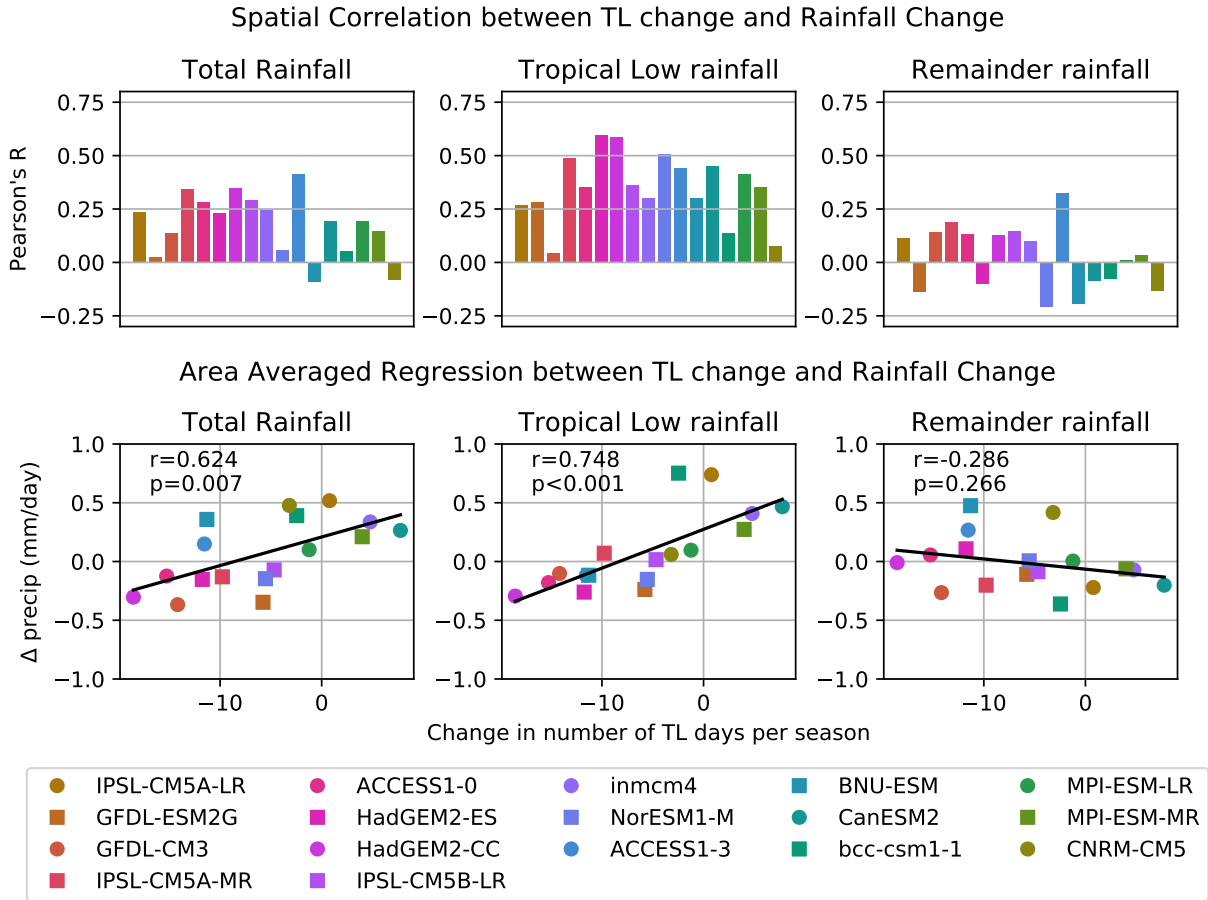 Spatial Correlation between TL change and Rainfall Change
Total Rainfall
Tropical Low rainfall
Remainder rainfall
Pearson's R
0.75
0.50
0.25
0.00
−0.25
0.75
0.50
0.25
0.00
−0.25
0.75
0.50
0.25
0.00
−0.25
Area Averaged Regression between TL change and Rainfall Change
Total Rainfall
Tropical Low rainfall
Remainder rainfall
Δ precip (mm/day)
1.0
0.5
0.0
−0.5
−1.0
r=0.624
p=0.007
−10 0
1.0
0.5
0.0
−0.5
−1.0
r=0.748
p<0.001
−10 0
1.0
0.5
0.0
−0.5
−1.0
r=-0.286
p=0.266
−10 0
Change in number of TL days per season
IPSL-CM5A-LR
GFDL-ESM2G
GFDL-CM3
IPSL-CM5A-MR
ACCESS1-0
HadGEM2-ES
HadGEM2-CC
IPSL-CM5B-LR
inmcm4
NorESM1-M
ACCESS1-3
BNU-ESM
CanESM2
bcc-csm1-1
MPI-ESM-LR
MPI-ESM-MR
CNRM-CM5